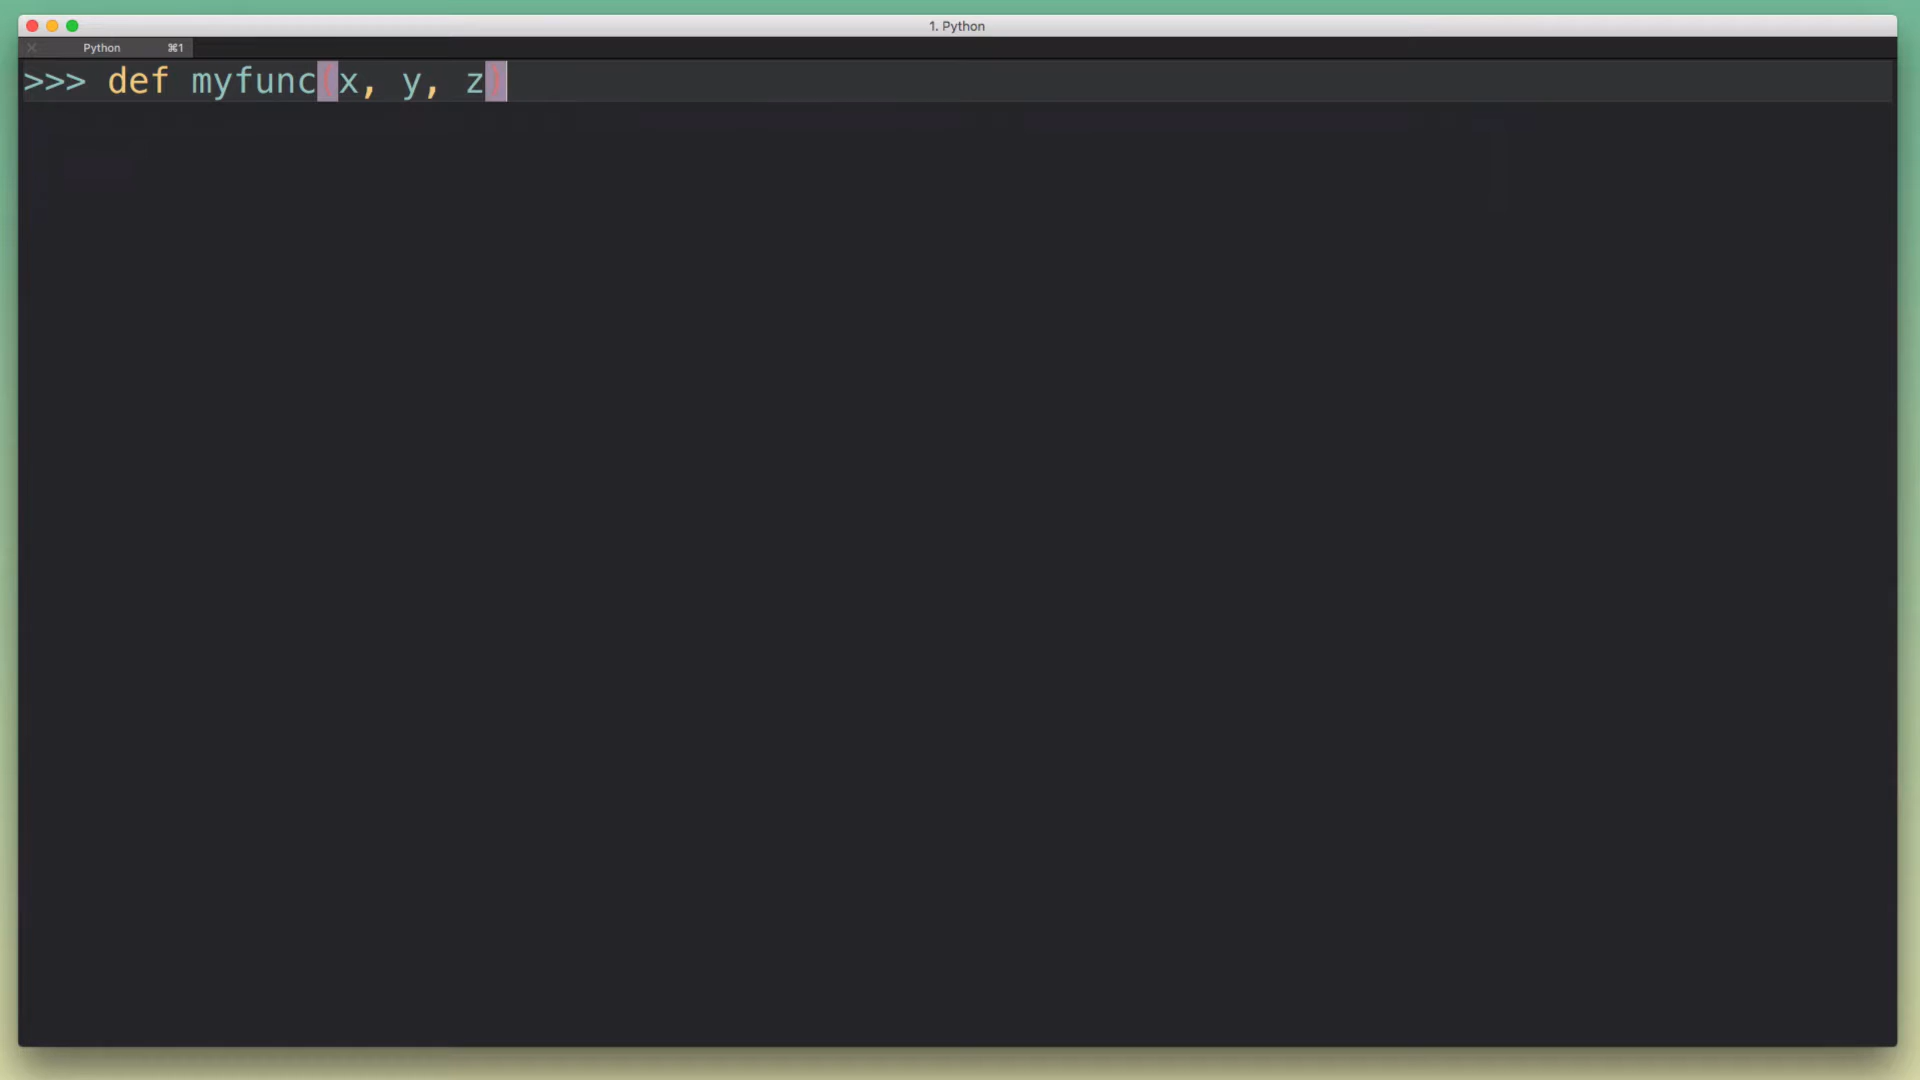 1. Python
Python ⌘1
>>> def myfunc(x, y, z)